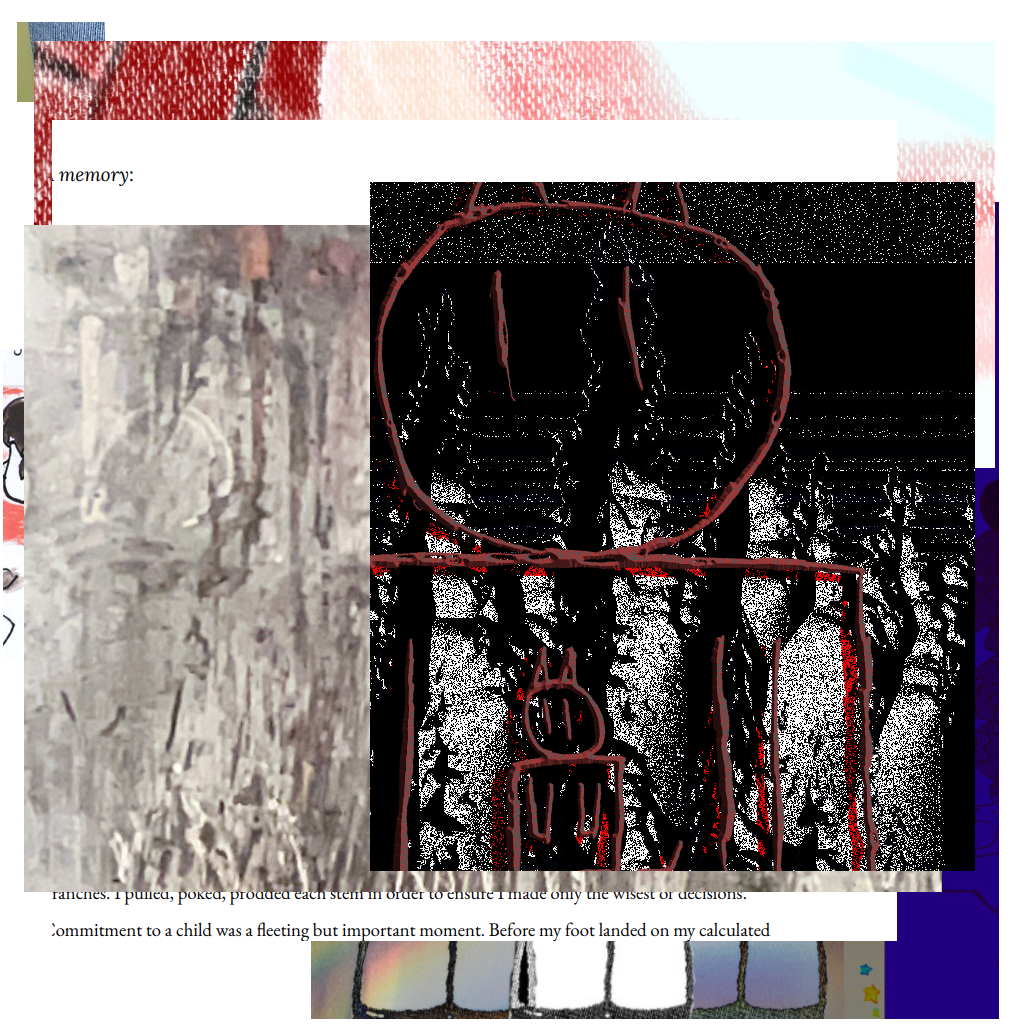 memory:
ranches. I pulled, poked, prodded each stem in order to ensure I made only the wisest of decisions.
ommitment to a child was a fleeting but important moment. Before my foot landed on my calculated